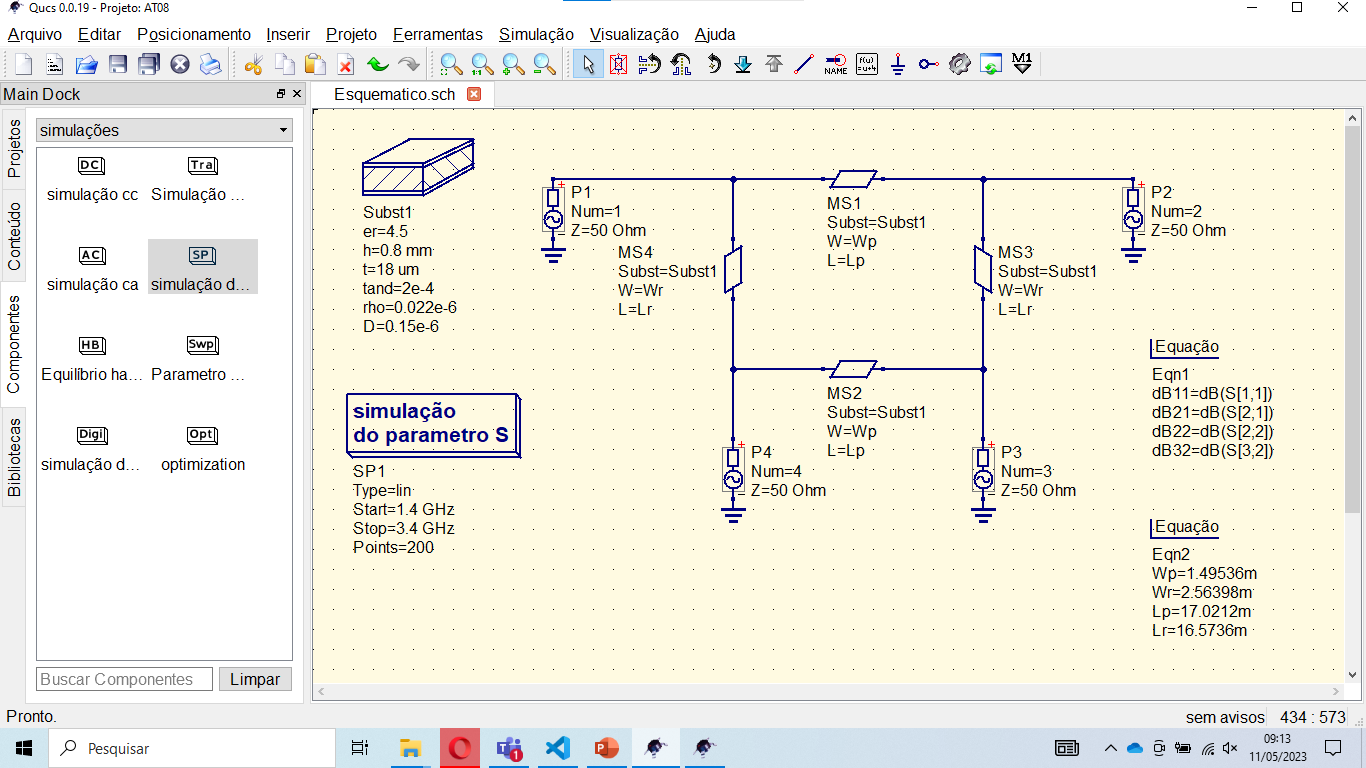 Qucs 0.0.19 - Projeto: AT08
Arquivo Editar Posicionamento Inserir Projeto Ferramentas Simulação Visualização Ajuda
1:1
NAME
f(u)
=u+4
M1
Main Dock
Esquematico.sch
Projetos
Conteúdo
Componentes
Bibliotecas
simulações
DC
simulação cc
Tra
Simulação ...
AC
simulação ca
SP
simulação d...
HB
Equilíbrio ha...
Swp
Parametro ...
Digi
simulação d...
Opt
optimization
Buscar Componentes
Limpar
Subst1
er=4.5
h=0.8 mm
t=18 um
tand=2e-4
rho=0.022e-6
D=0.15e-6
simulação
do parametro S
SP1
Type=lin
Start=1.4 GHz
Stop=3.4 GHz
Points=200
P1
Num=1
Z=50 Ohm
MS4
Subst=Subst1
W=Wr
L=Lr
MS1
Subst=Subst1
W=Wp
L=Lp
P2
Num=2
Z=50 Ohm
MS3
Subst=Subst1
W=Wr
L=Lr
MS2
Subst=Subst1
W=Wp
L=Lp
P4
Num=4
Z=50 Ohm
P3
Num=3
Z=50 Ohm
Equação
Eqn1
dB11=dB(S[1,1])
dB21=dB(S[2,1])
dB22=dB(S[2,2])
dB32=dB(S[3,2])
Equação
Eqn2
Wp=1.49536m
Wr=2.56398m
Lp=17.0212m
Lr=16.5736m
Pronto.
sem avisos 434 : 573
Pesquisar
1
09:13
11/05/2023